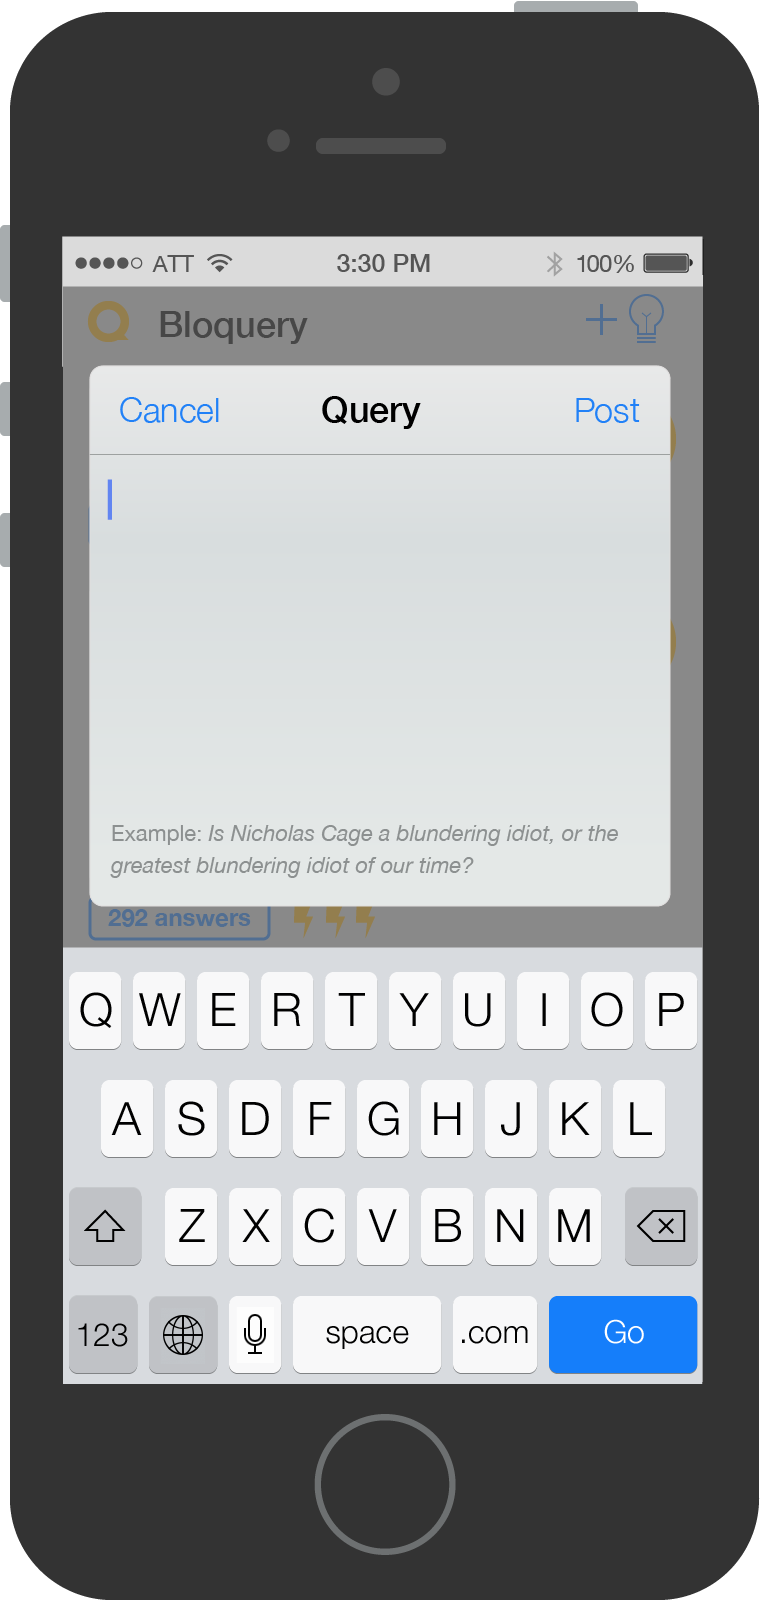 ATT 3:30 PM 100%
Bloquery
Cancel Query Post
Example: Is Nicholas Cage a blundering idiot, or the
greatest blundering idiot of our time?
292 answers
Q W E R T Y U I O P
A S D F G H J K L
Z X C V B N M
123 space .com Go